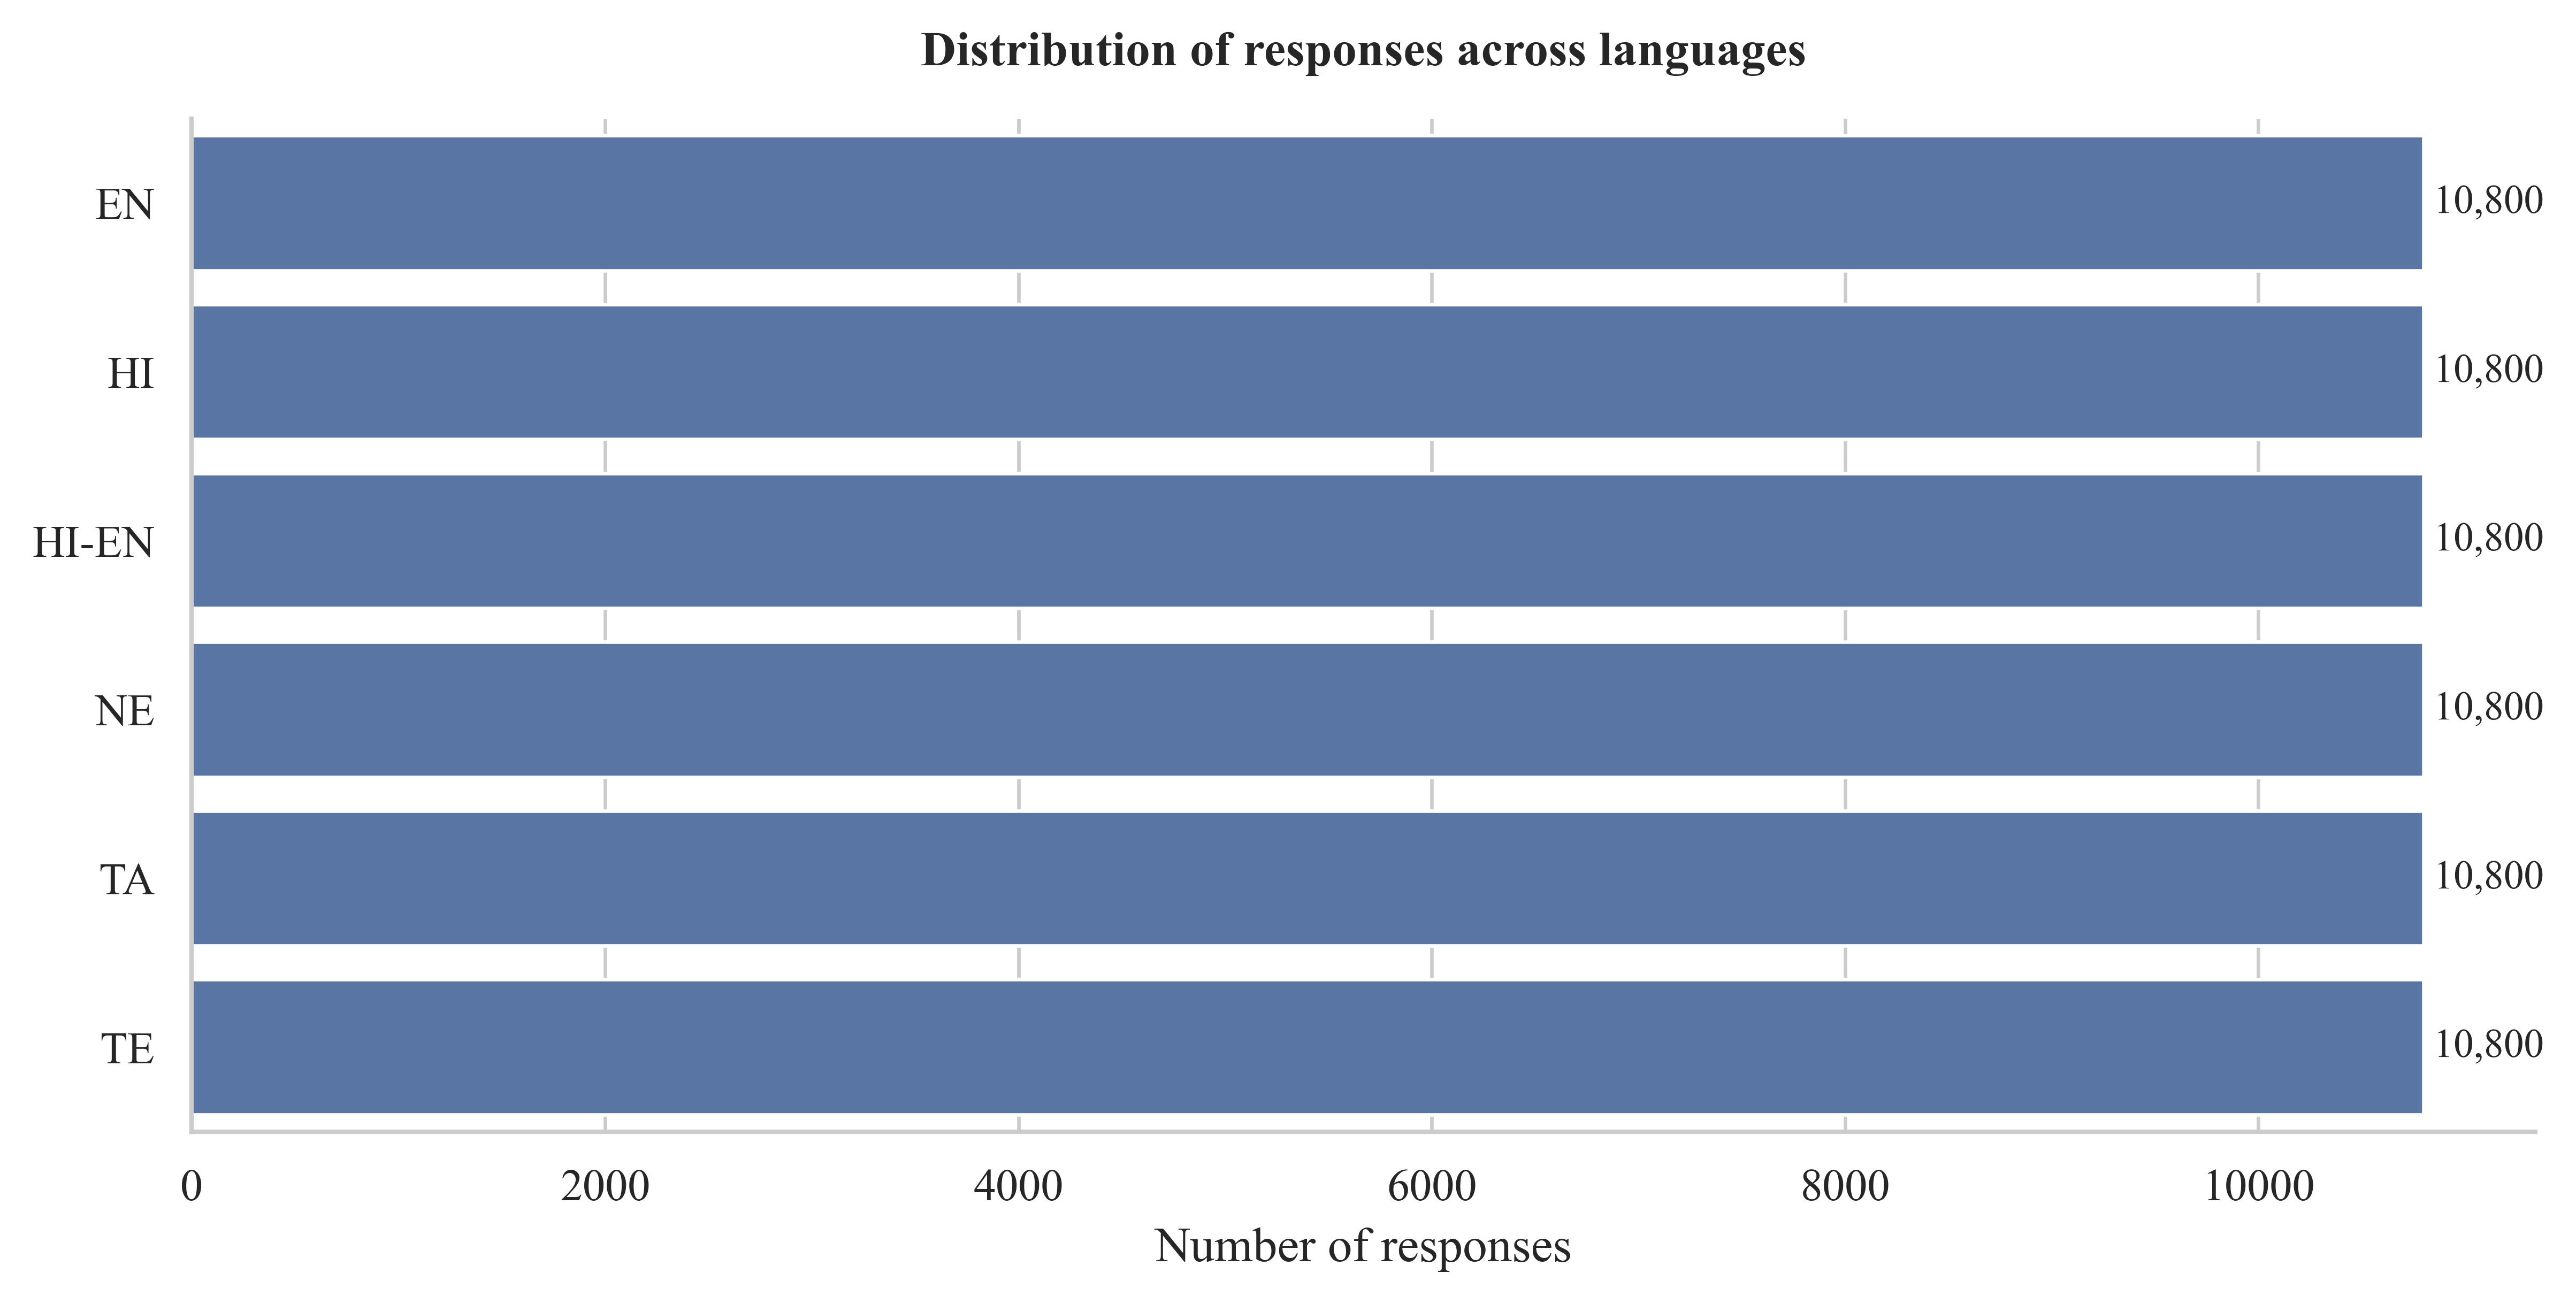 Distribution of responses across languages
EN 10,800
HI 10,800
HI-EN 10,800
NE 10,800
TA 10,800
TE 10,800
0 2000 4000 6000 8000 10000
Number of responses